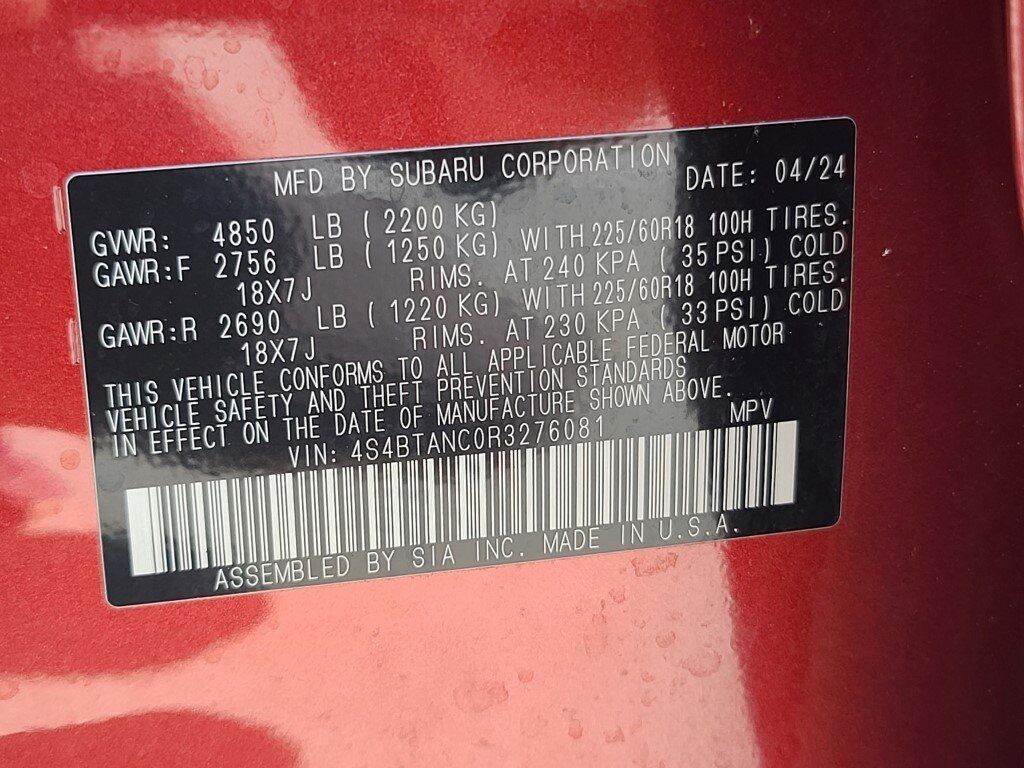 MFD BY SUBARU CORPORATION DATE: 04/24
GVWR: 4850 LB ( 2200 KG)
GAWR:F 2756 LB ( 1250 KG) WITH 225/60R18 100H TIRES.
18X7J RIMS. AT 240 KPA ( 35 PSI) COLD
GAWR:R 2690 LB ( 1220 KG) WITH 225/60R18 100H TIRES.
18X7J RIMS. AT 230 KPA ( 33 PSI) COLD
THIS VEHICLE CONFORMS TO ALL APPLICABLE FEDERAL MOTOR
VEHICLE SAFETY AND THEFT PREVENTION STANDARDS
IN EFFECT ON THE DATE OF MANUFACTURE SHOWN ABOVE.
VIN: 4S4BTANC0R3276081 MPV
ASSEMBLED BY SIA INC. MADE IN U.S.A.